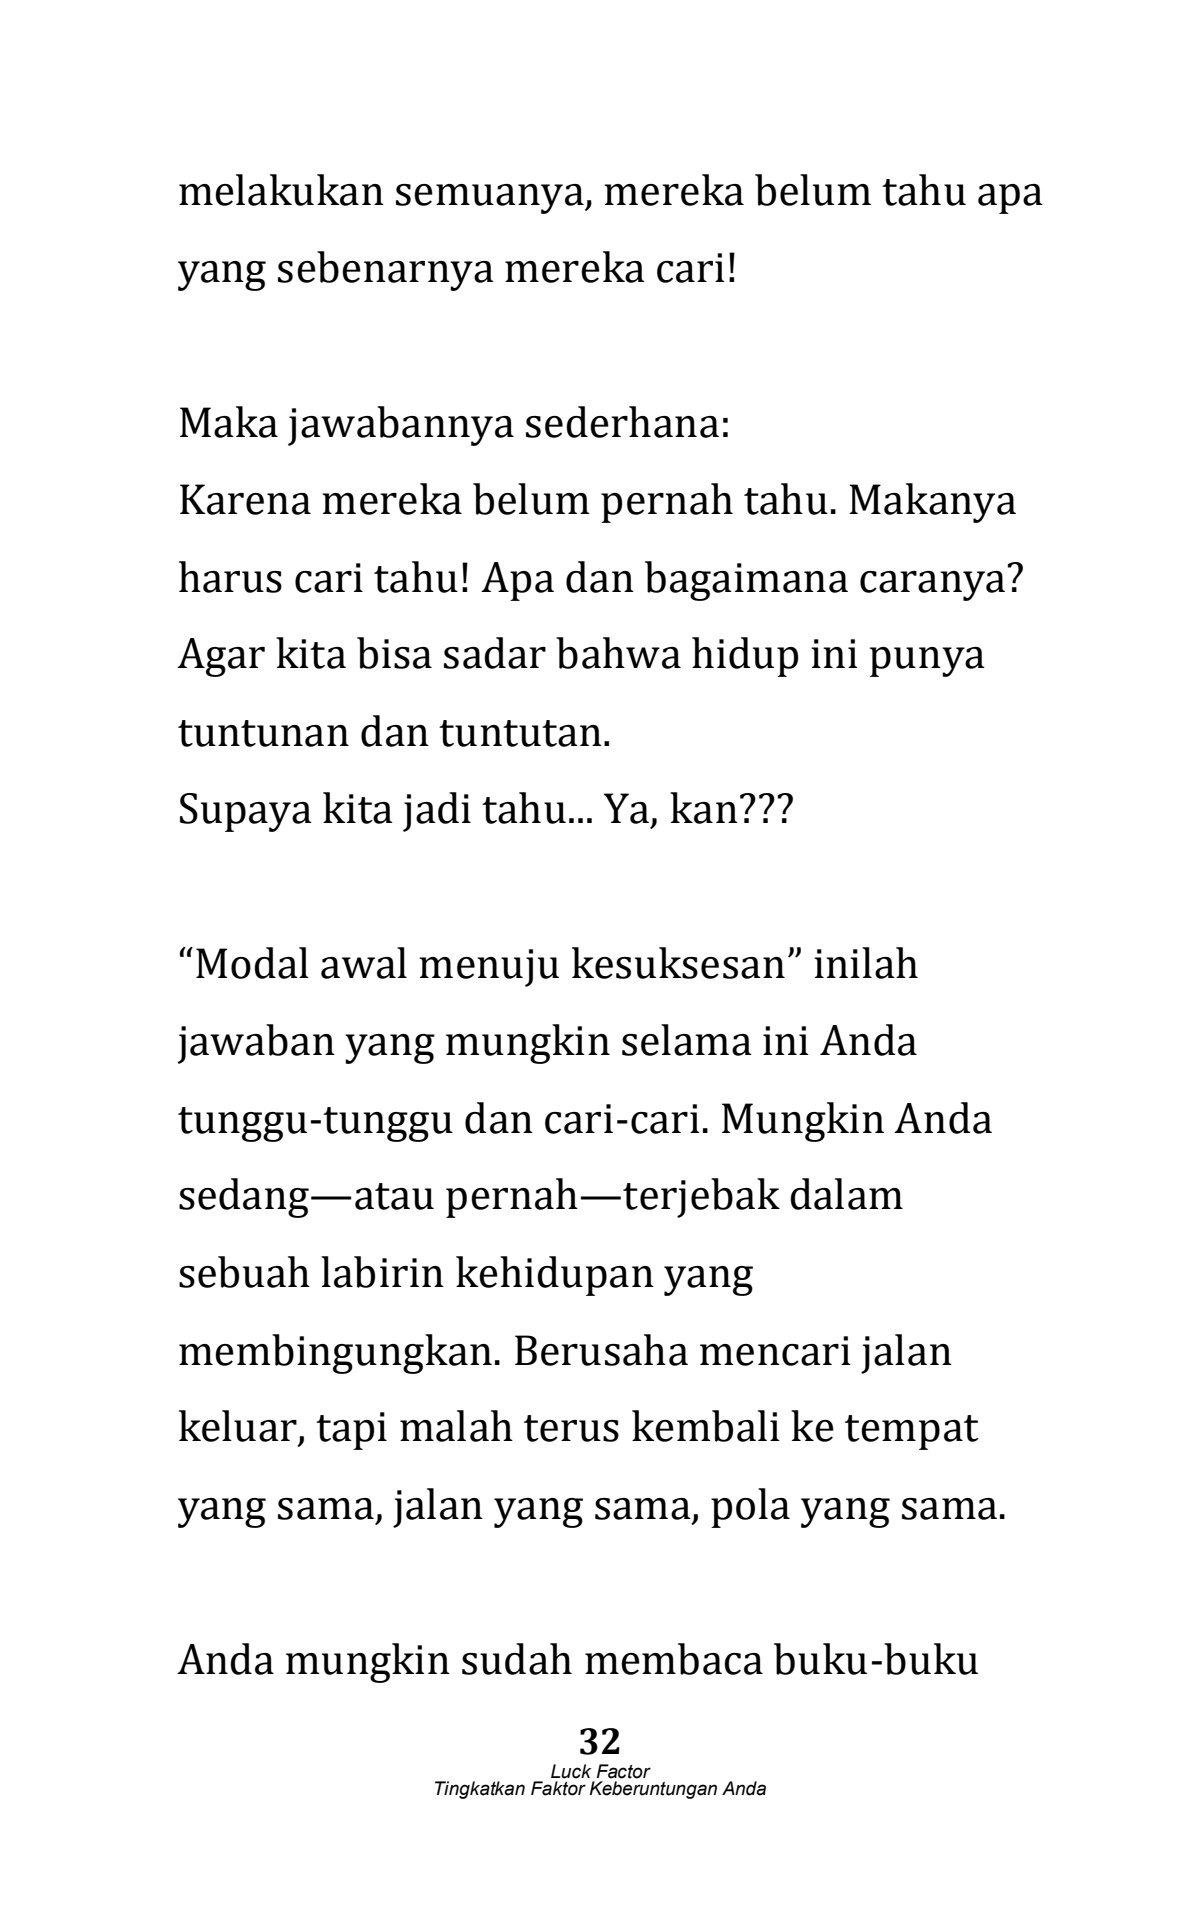 melakukan semuanya, mereka belum tahu apa
yang sebenarnya mereka cari!
Maka jawabannya sederhana:
Karena mereka belum pernah tahu. Makanya
harus cari tahu! Apa dan bagaimana caranya?
Agar kita bisa sadar bahwa hidup ini punya
tuntunan dan tuntutan.
Supaya kita jadi tahu... Ya, kan???
“Modal awal menuju kesuksesan” inilah
jawaban yang mungkin selama ini Anda
tunggu-tunggu dan cari-cari. Mungkin Anda
sedang—atau pernah—terjebak dalam
sebuah labirin kehidupan yang
membingungkan. Berusaha mencari jalan
keluar, tapi malah terus kembali ke tempat
yang sama, jalan yang sama, pola yang sama.
Anda mungkin sudah membaca buku-buku
32
Luck Factor
Tingkatkan Faktor Keberuntungan Anda